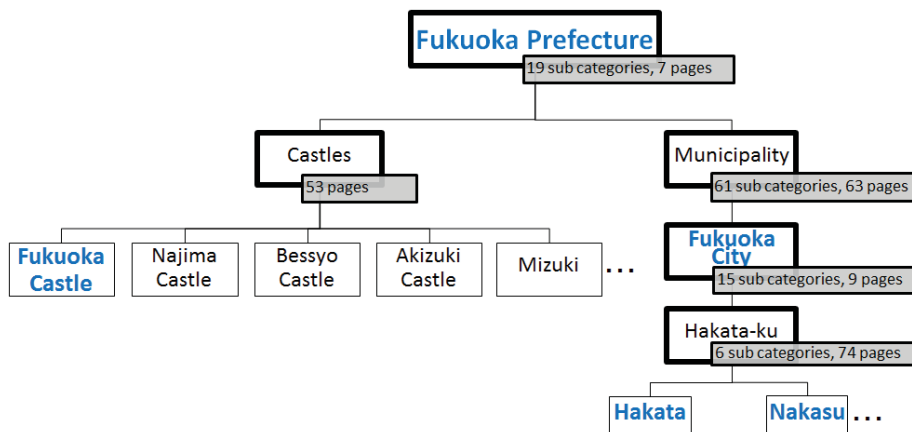 Fukuoka Prefecture
19 sub categories, 7 pages
Castles
53 pages
Municipality
61 sub categories, 63 pages
Fukuoka
Castle
Najima
Castle
Bessyo
Castle
Akizuki
Castle
Mizuki
...
Fukuoka
City
15 sub categories, 9 pages
Hakata-ku
6 sub categories, 74 pages
Hakata
Nakasu
...